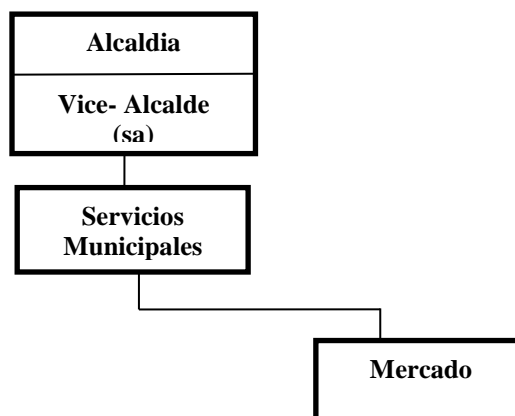 Alcaldia
Vice- Alcalde
(sa)
Servicios
Municipales
Mercado